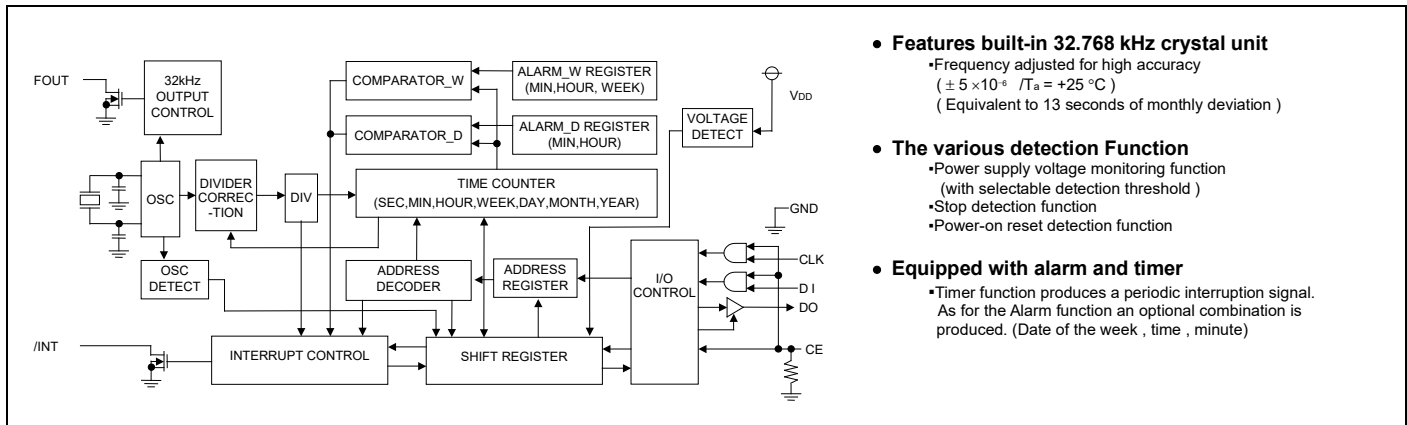 FOUT
32kHz
OUTPUT
CONTROL
COMPARATOR_W
ALARM_W REGISTER
(MIN,HOUR, WEEK)
COMPARATOR_D
ALARM_D REGISTER
(MIN,HOUR)
VDD
VOLTAGE
DETECT
OSC
DIVIDER
CORREC
-TION
DIV
TIME COUNTER
(SEC,MIN,HOUR,WEEK,DAY,MONTH,YEAR)
GND
OSC
DETECT
ADDRESS
DECODER
ADDRESS
REGISTER
I/O
CONTROL
CLK
D I
DO
CE
/INT
INTERRUPT CONTROL
SHIFT REGISTER
● Features built-in 32.768 kHz crystal unit
▪Frequency adjusted for high accuracy
( ± 5 ×10⁻⁶ /Ta = +25 °C )
( Equivalent to 13 seconds of monthly deviation )
● The various detection Function
▪Power supply voltage monitoring function
(with selectable detection threshold )
▪Stop detection function
▪Power-on reset detection function
● Equipped with alarm and timer
▪Timer function produces a periodic interruption signal.
As for the Alarm function an optional combination is
produced. (Date of the week , time , minute)